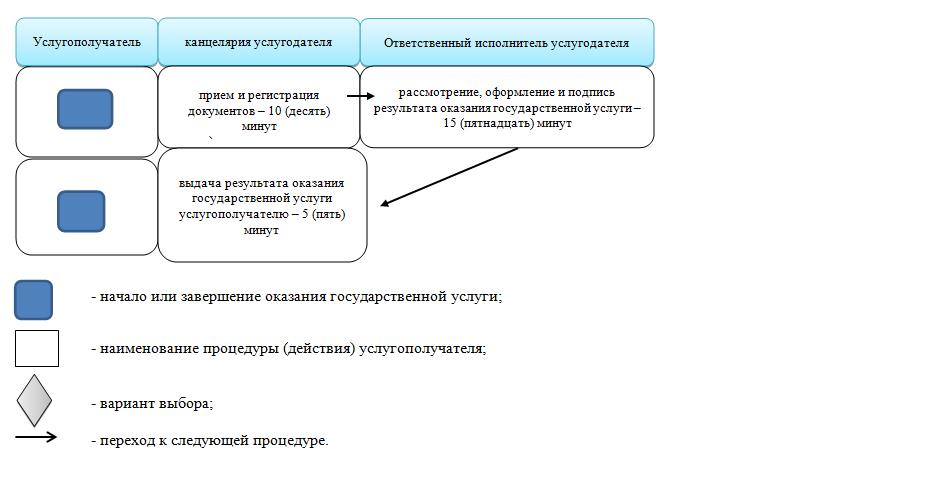 Услугополучатель
канцелярия услугодателя
Ответственный исполнитель услугодателя
прием и регистрация
документов – 10 (десять)
минут
`
рассмотрение, оформление и подпись
результата оказания государственной услуги –
15 (пятнадцать) минут
выдача результата оказания
государственной услуги
услугополучателю – 5 (пять)
минут
- начало или завершение оказания государственной услуги;
- наименование процедуры (действия) услугополучателя;
- вариант выбора;
- переход к следующей процедуре.